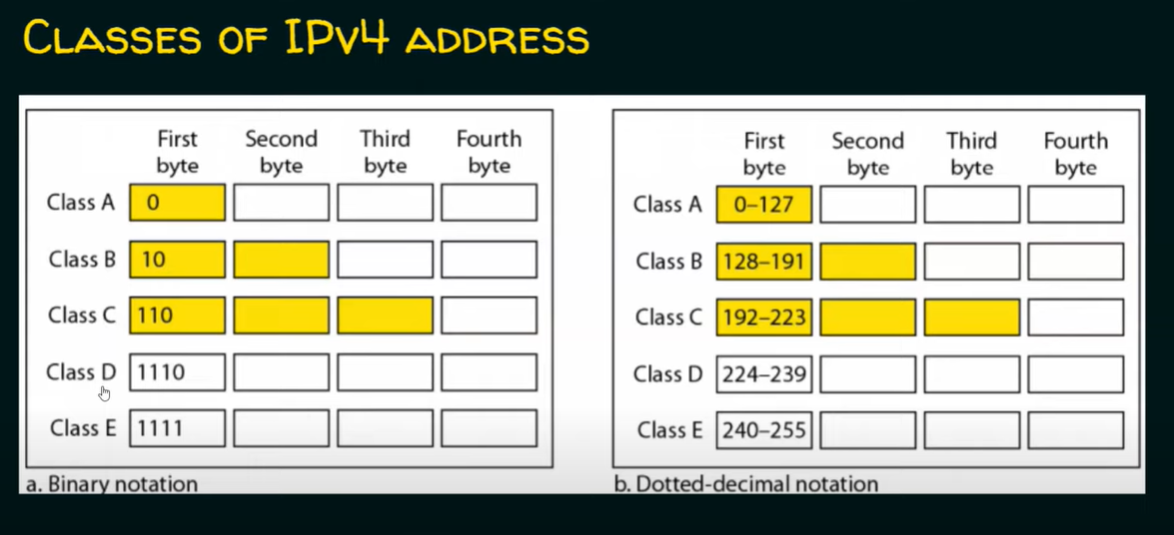 CLASSES OF IPV4 ADDRESS
First Second Third Fourth
byte byte byte byte
Class A 0
Class B 10
Class C 110
Class D 1110
Class E 1111
a. Binary notation
First Second Third Fourth
byte byte byte byte
Class A 0–127
Class B 128–191
Class C 192–223
Class D 224–239
Class E 240–255
b. Dotted-decimal notation